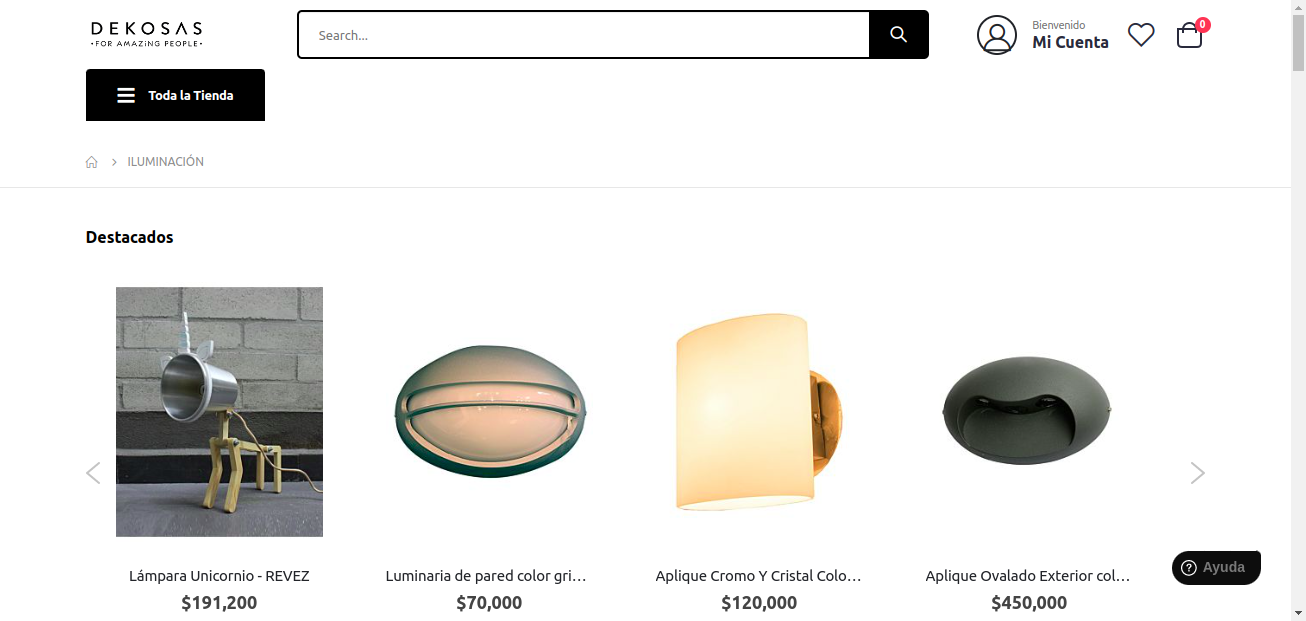 DEKOSAS
•FOR AMAZiNG PEOPLE•
Search...
Bienvenido
Mi Cuenta
0
Toda la Tienda
ILUMINACIÓN
Destacados
Lámpara Unicornio - REVEZ
$191,200
Luminaria de pared color gri...
$70,000
Aplique Cromo Y Cristal Colo...
$120,000
Aplique Ovalado Exterior col...
$450,000
Ayuda